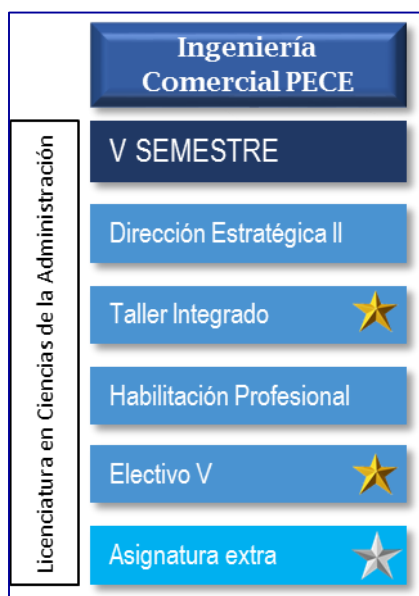 Ingeniería
Comercial PECE
Licenciatura en Ciencias de la Administración
V SEMESTRE
Dirección Estratégica II
Taller Integrado
Habilitación Profesional
Electivo V
Asignatura extra